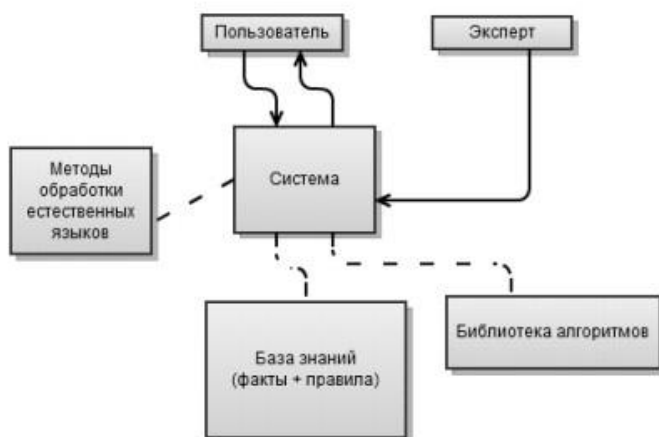 Пользователь
Эксперт
Методы
обработки
естественных
языков
Система
База знаний
(факты + правила)
Библиотека алгоритмов